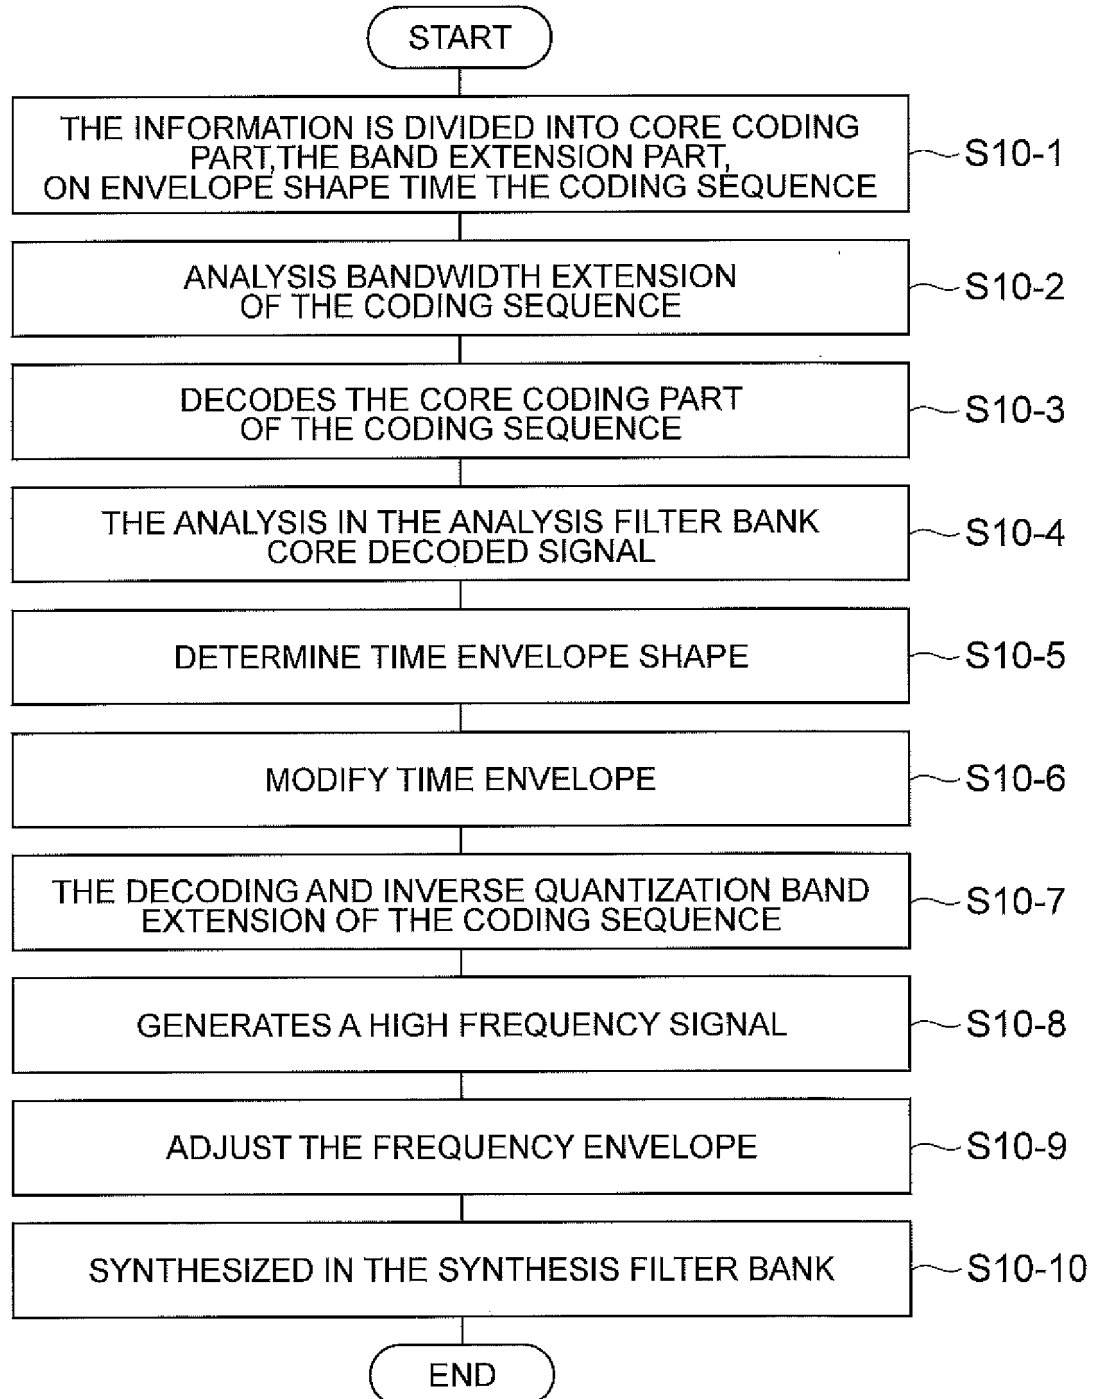 START
THE INFORMATION IS DIVIDED INTO CORE CODING
PART,THE BAND EXTENSION PART,
ON ENVELOPE SHAPE TIME THE CODING SEQUENCE
S10-1
ANALYSIS BANDWIDTH EXTENSION
OF THE CODING SEQUENCE
S10-2
DECODES THE CORE CODING PART
OF THE CODING SEQUENCE
S10-3
THE ANALYSIS IN THE ANALYSIS FILTER BANK
CORE DECODED SIGNAL
S10-4
DETERMINE TIME ENVELOPE SHAPE
S10-5
MODIFY TIME ENVELOPE
S10-6
THE DECODING AND INVERSE QUANTIZATION BAND
EXTENSION OF THE CODING SEQUENCE
S10-7
GENERATES A HIGH FREQUENCY SIGNAL
S10-8
ADJUST THE FREQUENCY ENVELOPE
S10-9
SYNTHESIZED IN THE SYNTHESIS FILTER BANK
S10-10
END